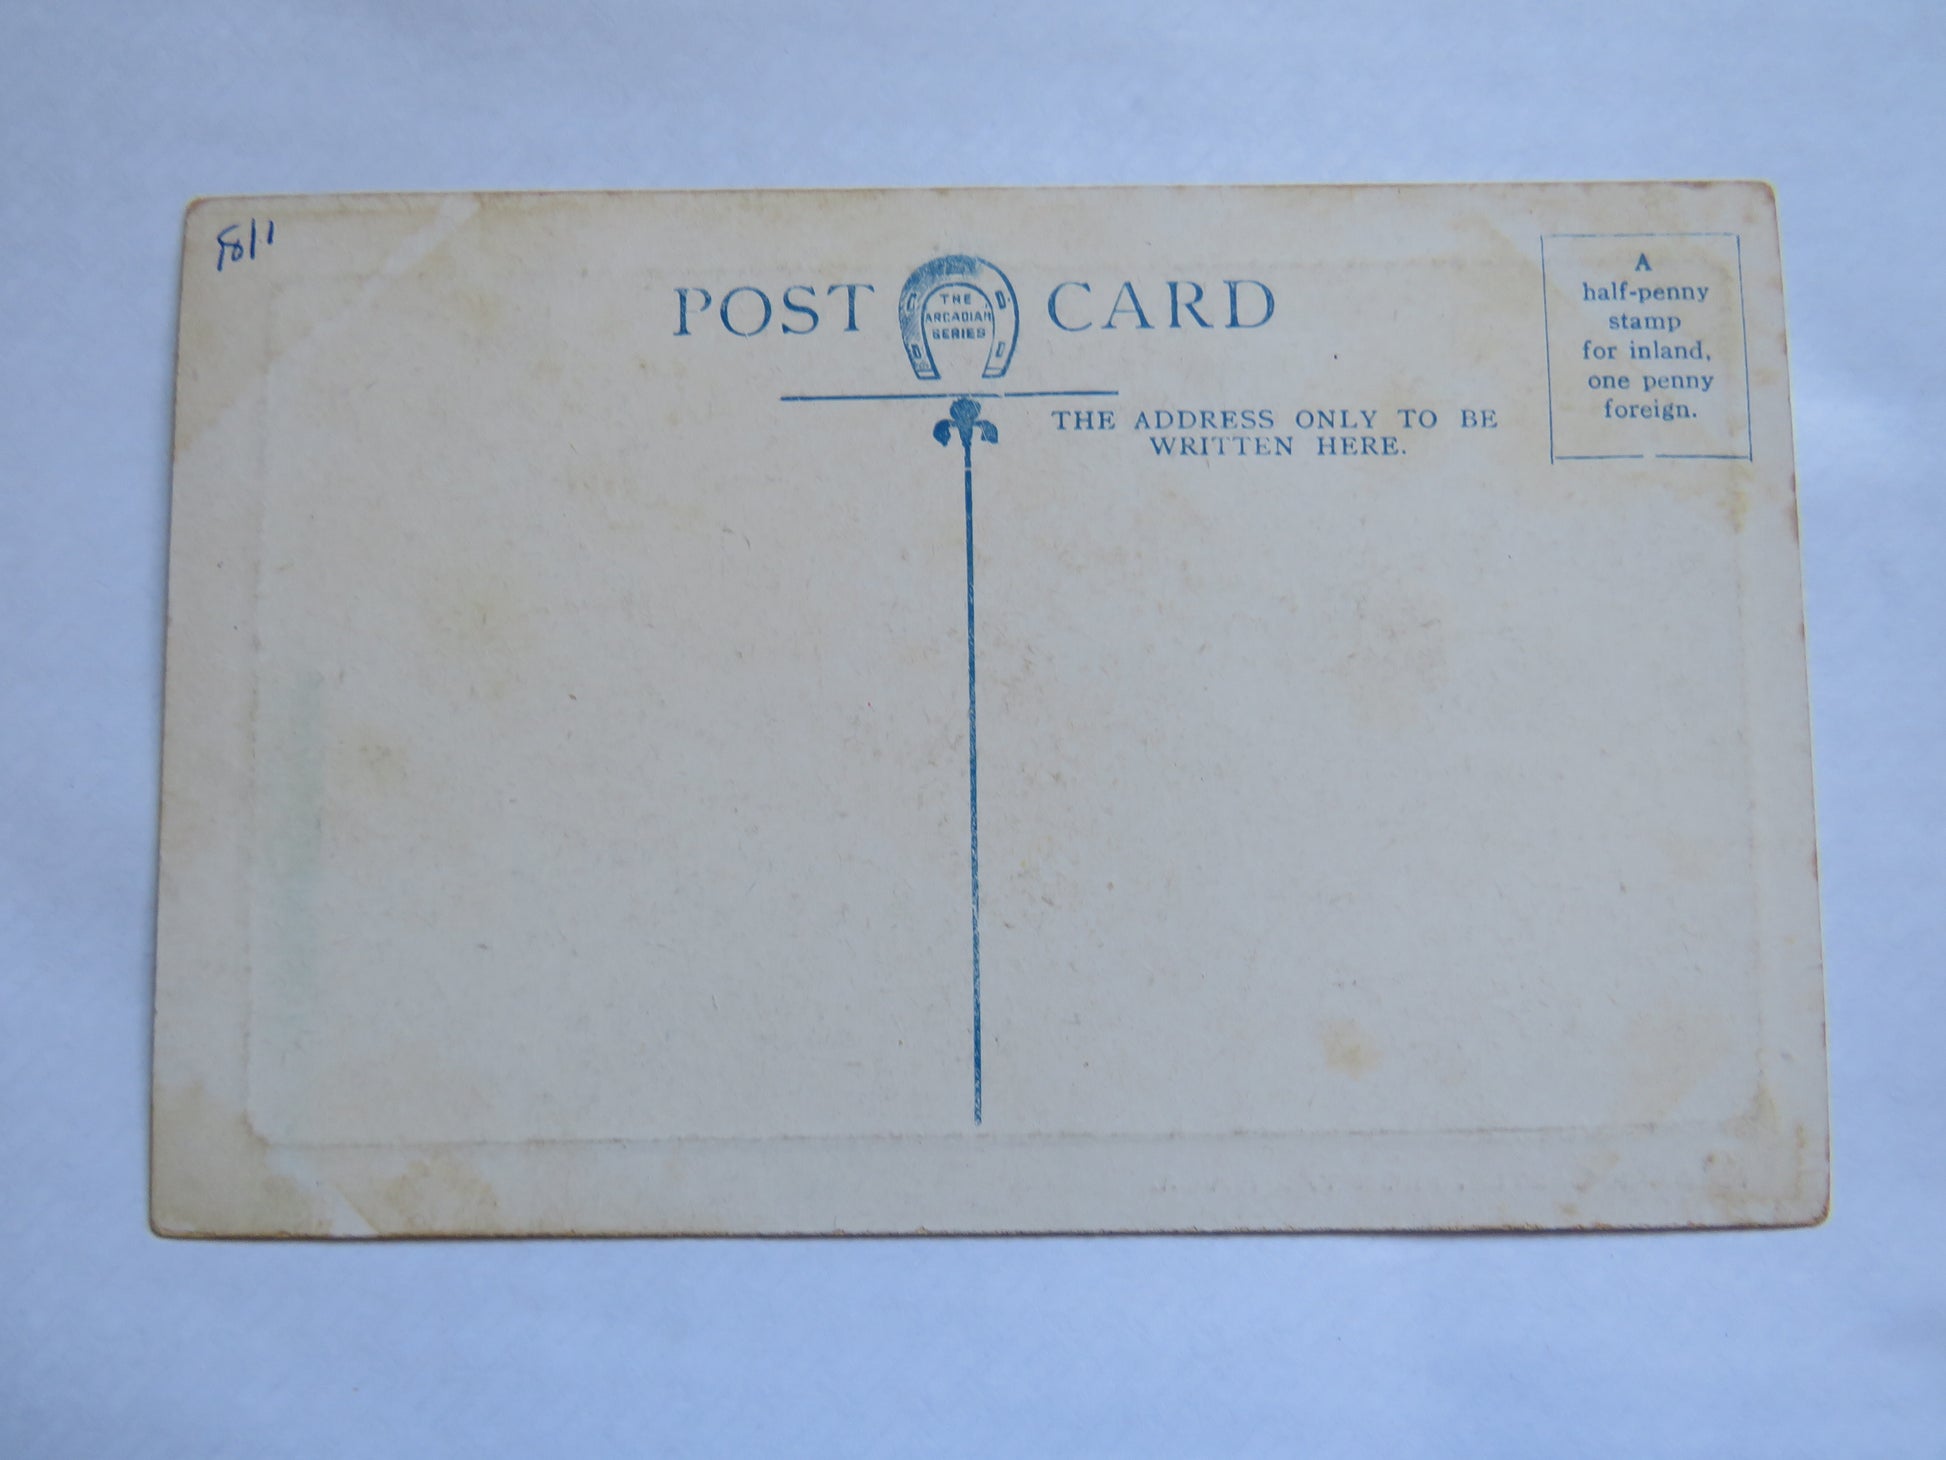 POST CARD
THE
ARCADIAN
SERIES
THE ADDRESS ONLY TO BE
WRITTEN HERE.
A
half-penny
stamp
for inland,
one penny
foreign.